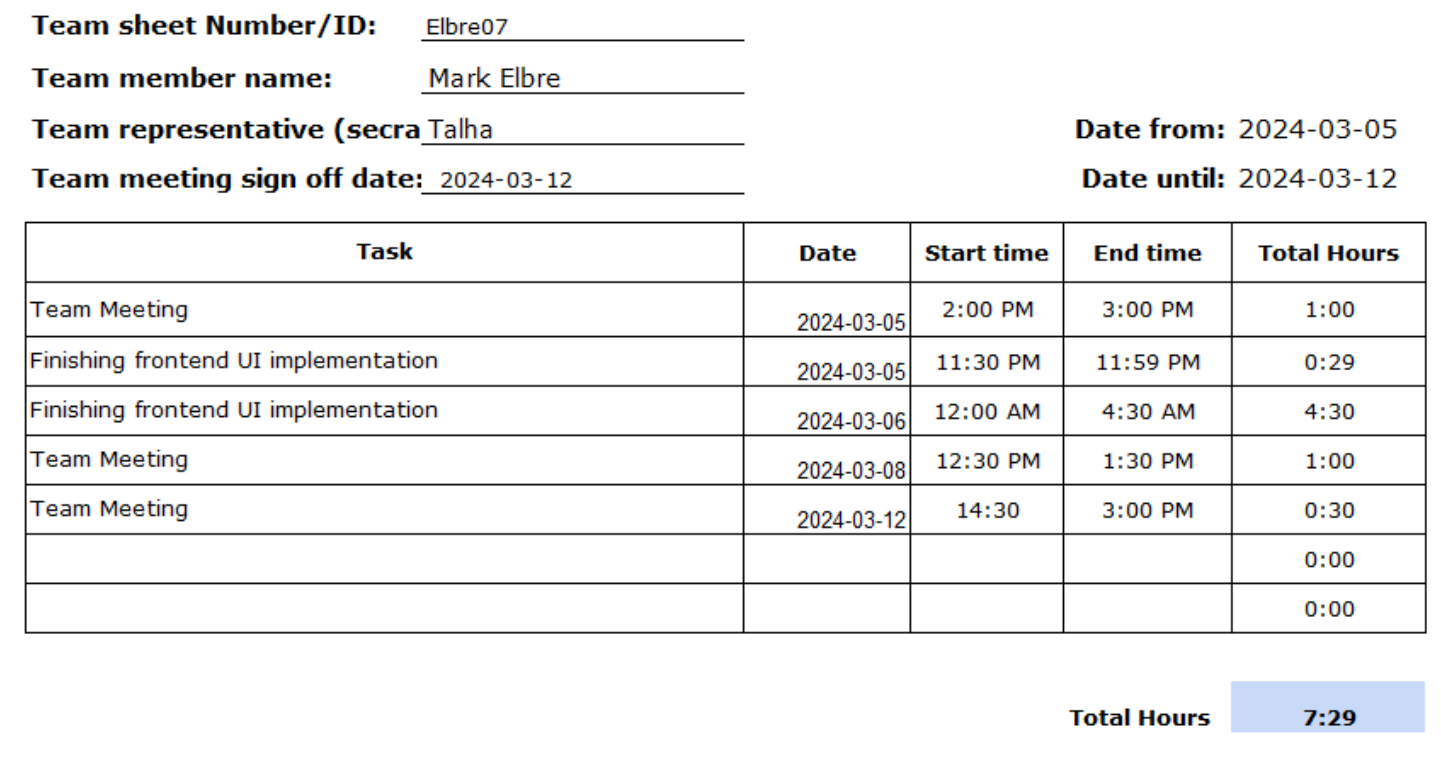 Team sheet Number/ID: Elbre07
Team member name: Mark Elbre
Team representative (secra Talha Date from: 2024-03-05
Team meeting sign off date: 2024-03-12 Date until: 2024-03-12
Task Date Start time End time Total Hours
Team Meeting 2024-03-05 2:00 PM 3:00 PM 1:00
Finishing frontend UI implementation 2024-03-05 11:30 PM 11:59 PM 0:29
Finishing frontend UI implementation 2024-03-06 12:00 AM 4:30 AM 4:30
Team Meeting 2024-03-08 12:30 PM 1:30 PM 1:00
Team Meeting 2024-03-12 14:30 3:00 PM 0:30
0:00
0:00
Total Hours 7:29